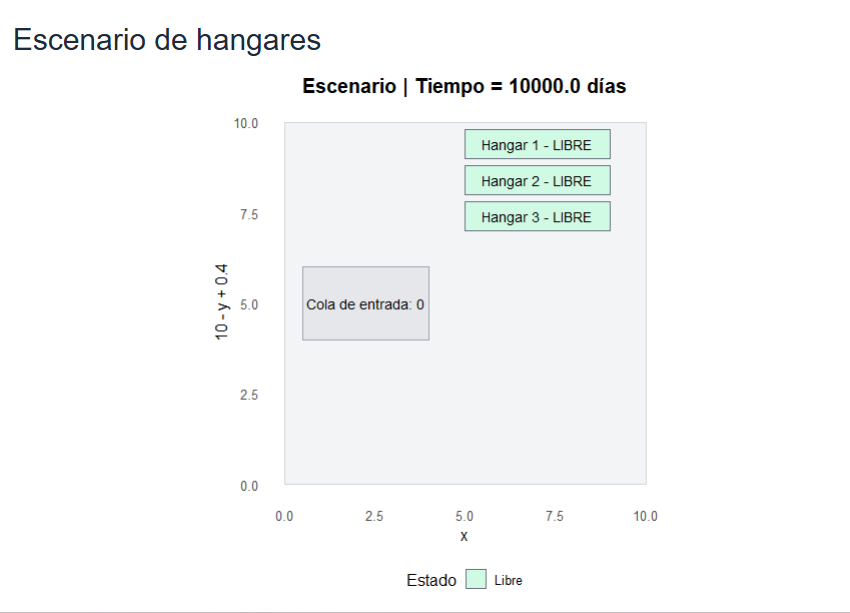 Escenario de hangares
Escenario | Tiempo = 10000.0 días
10.0
Hangar 1 - LIBRE
Hangar 2 - LIBRE
7.5
Hangar 3 - LIBRE
10 - y + 0.4
5.0
Cola de entrada: 0
2.5
0.0
0.0 2.5 5.0 7.5 10.0
x
Estado Libre